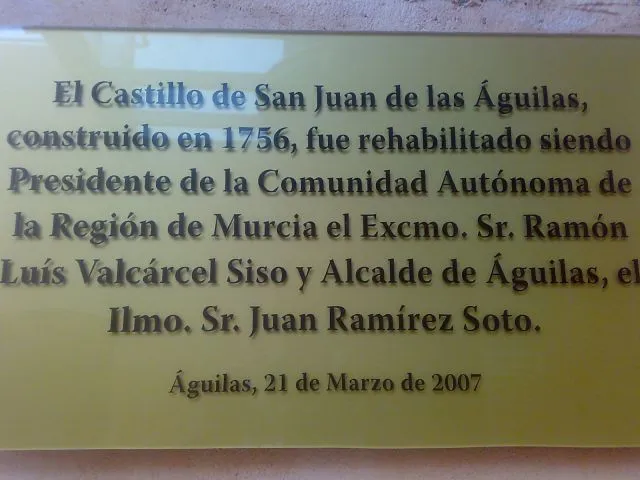 El Castillo de San Juan de las Águilas,
construido en 1756, fue rehabilitado siendo
Presidente de la Comunidad Autónoma de
la Región de Murcia el Excmo. Sr. Ramón
Luís Valcárcel Siso y Alcalde de Águilas, el
Ilmo. Sr. Juan Ramírez Soto.
Águilas, 21 de Marzo de 2007